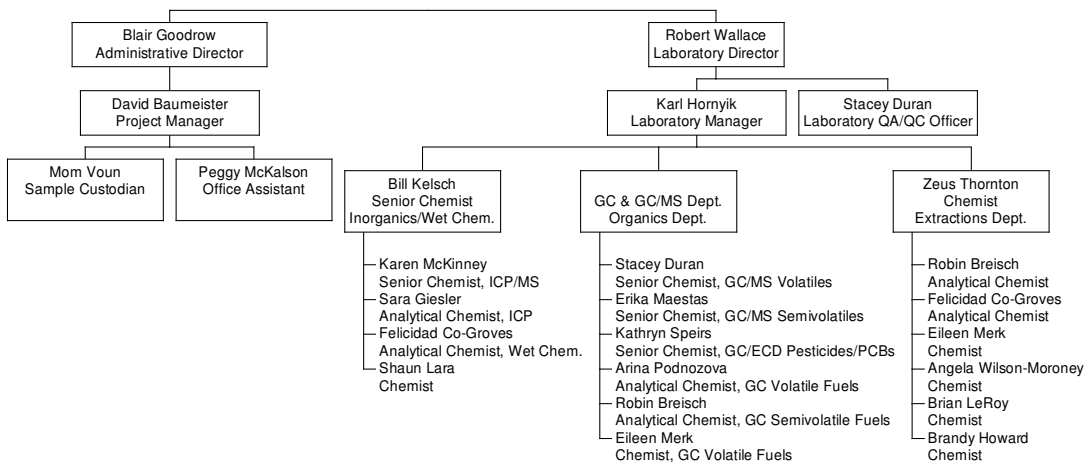 Blair Goodrow
Administrative Director
Robert Wallace
Laboratory Director
David Baumeister
Project Manager
Karl Hornyik
Laboratory Manager
Stacey Duran
Laboratory QA/QC Officer
Mom Voun
Sample Custodian
Peggy McKalson
Office Assistant
Bill Kelsch
Senior Chemist
Inorganics/Wet Chem.
GC & GC/MS Dept.
Organics Dept.
Zeus Thornton
Chemist
Extractions Dept.
Karen McKinney
Senior Chemist, ICP/MS
Sara Giesler
Analytical Chemist, ICP
Felicidad Co-Groves
Analytical Chemist, Wet Chem.
Shaun Lara
Chemist
Stacey Duran
Senior Chemist, GC/MS Volatiles
Erika Maestas
Senior Chemist, GC/MS Semivolatiles
Kathryn Speirs
Senior Chemist, GC/ECD Pesticides/PCBs
Arina Podnozova
Analytical Chemist, GC Volatile Fuels
Robin Breisch
Analytical Chemist, GC Semivolatile Fuels
Eileen Merk
Chemist, GC Volatile Fuels
Robin Breisch
Analytical Chemist
Felicidad Co-Groves
Analytical Chemist
Eileen Merk
Chemist
Angela Wilson-Moroney
Chemist
Brian LeRoy
Chemist
Brandy Howard
Chemist